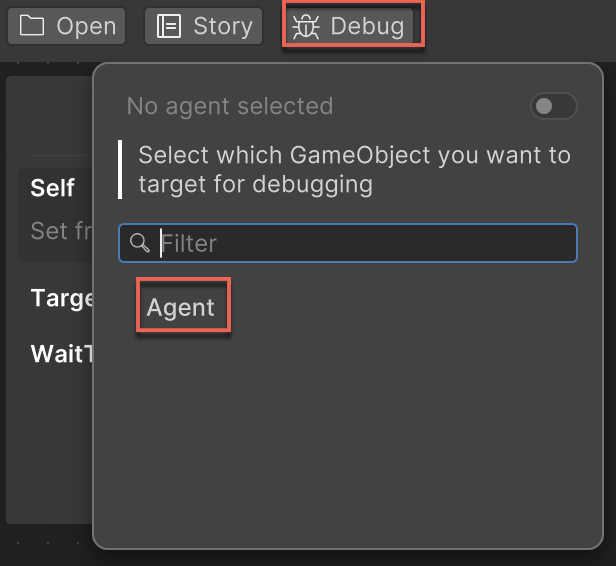 Open Story Debug
No agent selected
Select which GameObject you want to
target for debugging
Self
Set fr
Filter
Agent
Targe
WaitT